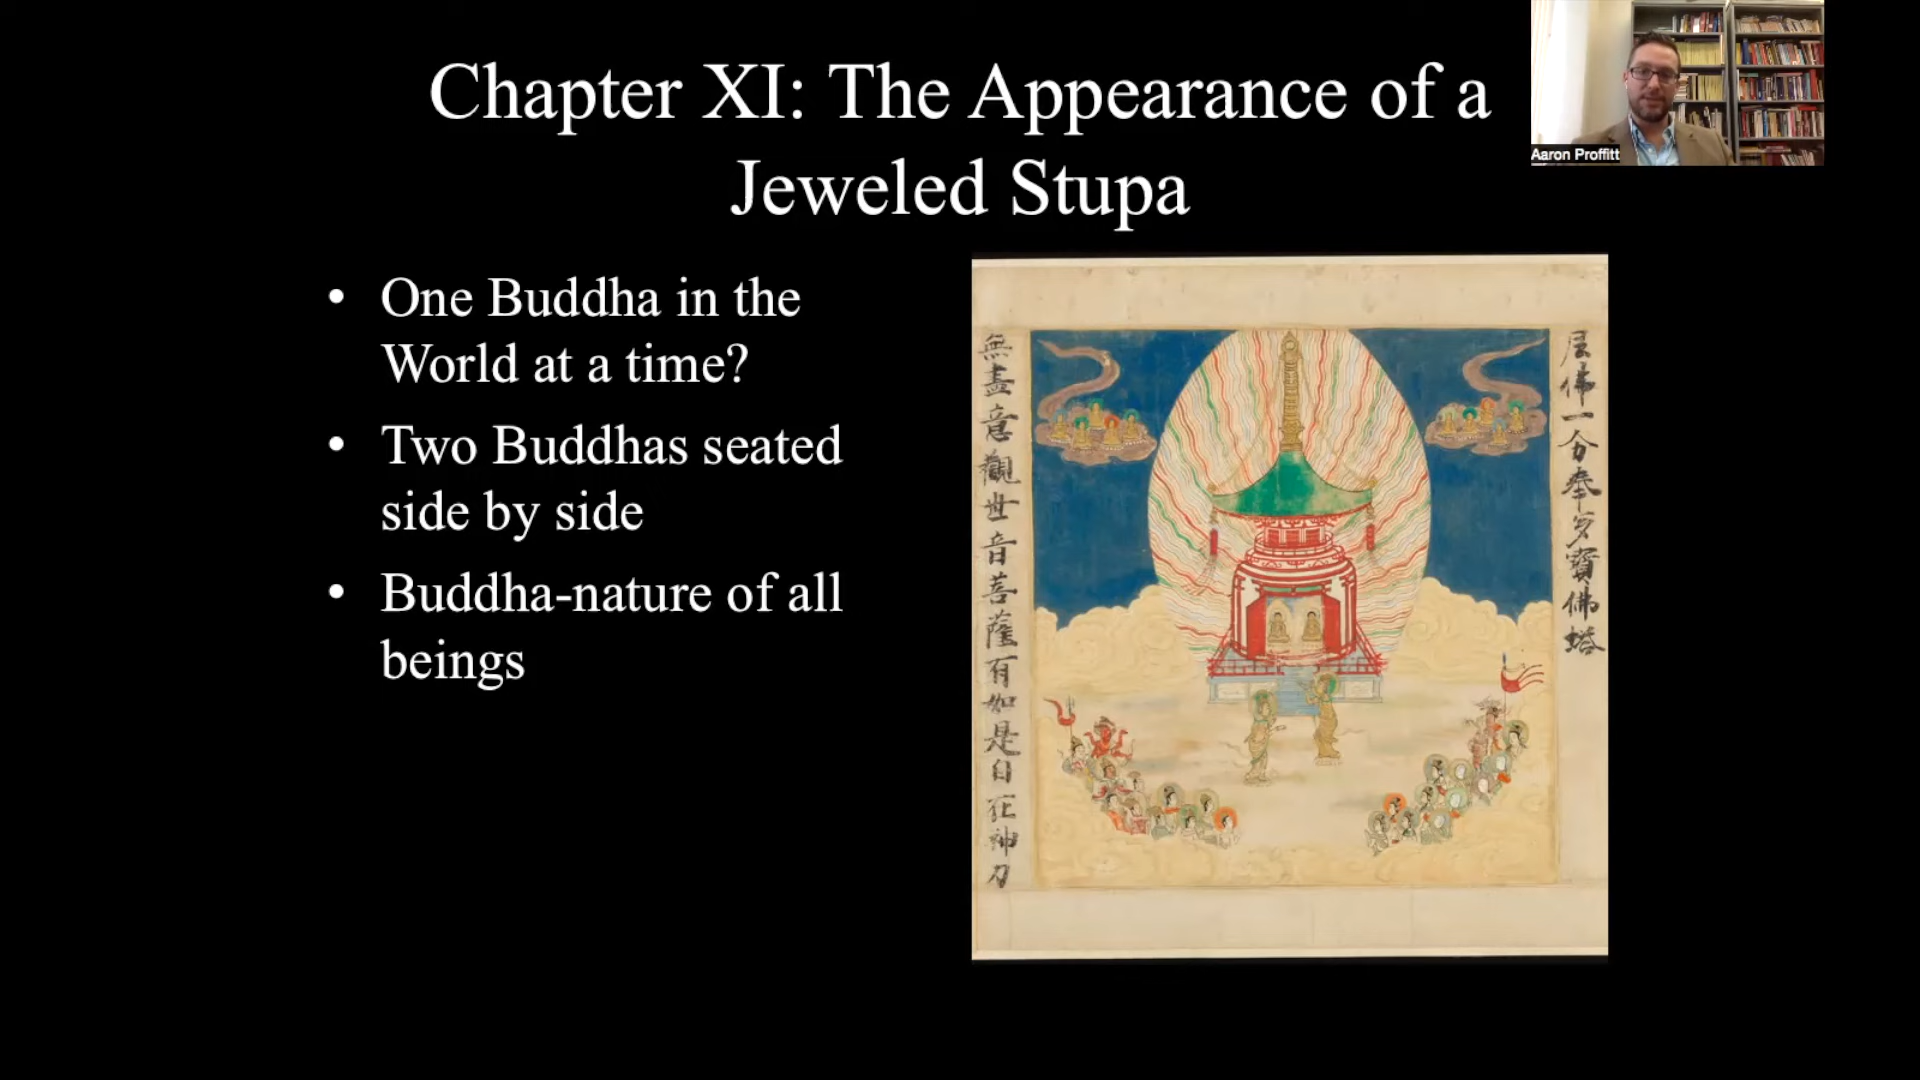 Chapter XI: The Appearance of a
Jeweled Stupa
Aaron Proffitt
• One Buddha in the
World at a time?
• Two Buddhas seated
side by side
• Buddha-nature of all
beings
尼佛一分奉多寶佛塔
無盡意觀世音菩薩有如是自在神力